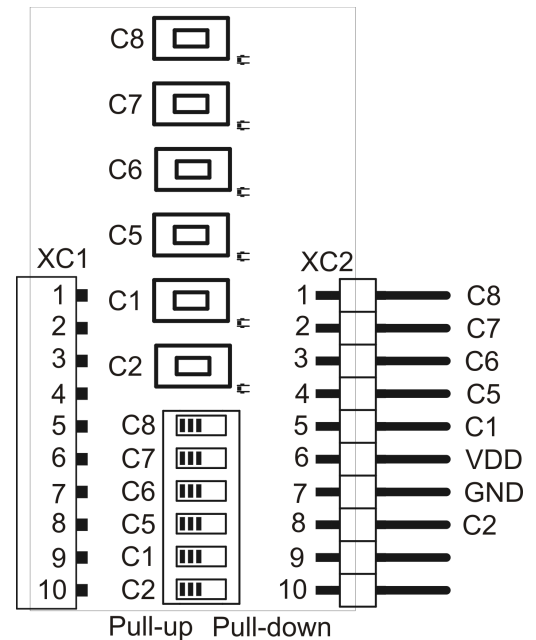 C8
C7
C6
C5
C1
C2
XC1
1
2
3
4
5
6
7
8
9
10
C8
C7
C6
C5
C1
C2
Pull-up Pull-down
XC2
1 C8
2 C7
3 C6
4 C5
5 C1
6 VDD
7 GND
8 C2
9
10